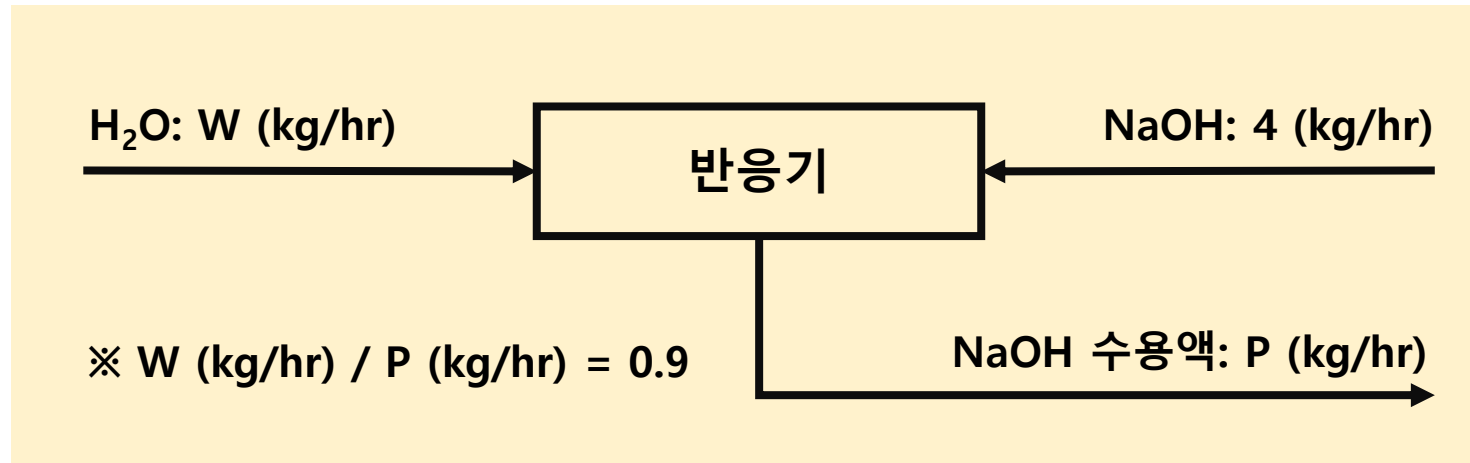 H₂O: W (kg/hr)
NaOH: 4 (kg/hr)
반응기
※ W (kg/hr) / P (kg/hr) = 0.9
NaOH 수용액: P (kg/hr)